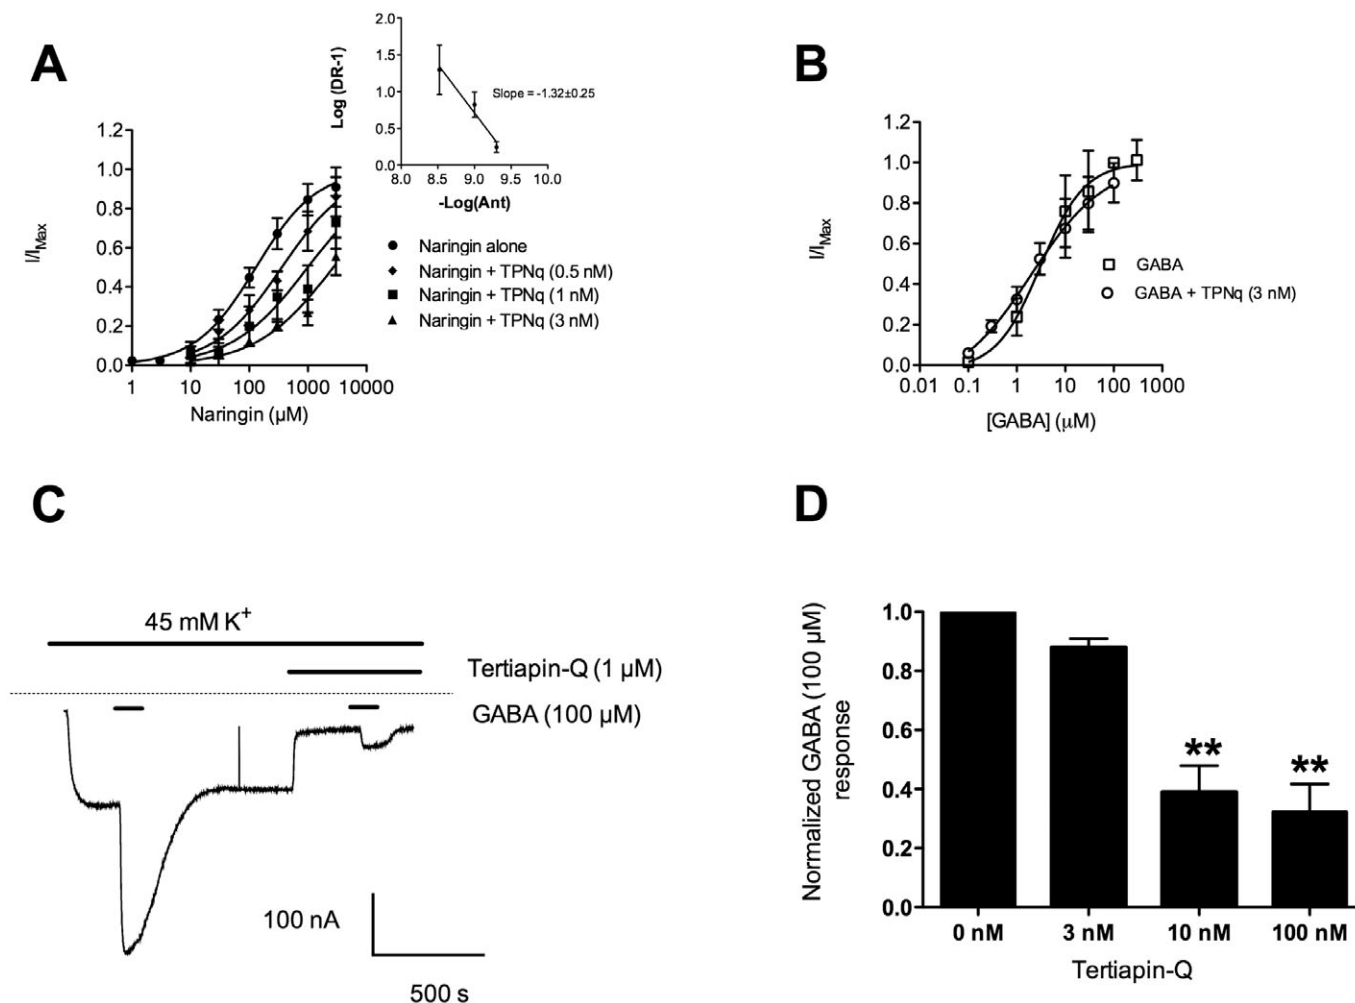 A
Log (DR-1)
2.0
1.5
1.0
0.5
0.0
8.0 8.5 9.0 9.5 10.0
-Log(Ant)
Slope = -1.32±0.25
I/IMax
1.2
1.0
0.8
0.6
0.4
0.2
0.0
1 10 100 1000 10000
Naringin (µM)
Naringin alone
Naringin + TPNq (0.5 nM)
Naringin + TPNq (1 nM)
Naringin + TPNq (3 nM)
B
I/IMax
1.2
1.0
0.8
0.6
0.4
0.2
0.0
0.01 0.1 1 10 100 1000
[GABA] (µM)
GABA
GABA + TPNq (3 nM)
C
45 mM K+
Tertiapin-Q (1 µM)
GABA (100 µM)
100 nA
500 s
D
Normalized GABA (100 µM)
response
1.0
0.8
0.6
0.4
0.2
0.0
**
**
0 nM 3 nM 10 nM 100 nM
Tertiapin-Q